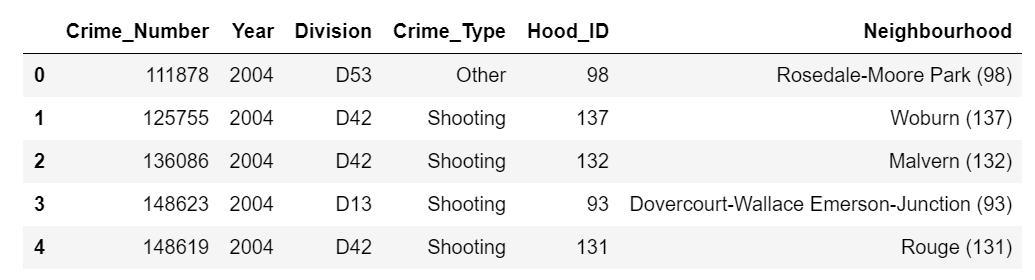 Crime_Number Year Division Crime_Type Hood_ID Neighbourhood
0 111878 2004 D53 Other 98 Rosedale-Moore Park (98)
1 125755 2004 D42 Shooting 137 Woburn (137)
2 136086 2004 D42 Shooting 132 Malvern (132)
3 148623 2004 D13 Shooting 93 Dovercourt-Wallace Emerson-Junction (93)
4 148619 2004 D42 Shooting 131 Rouge (131)